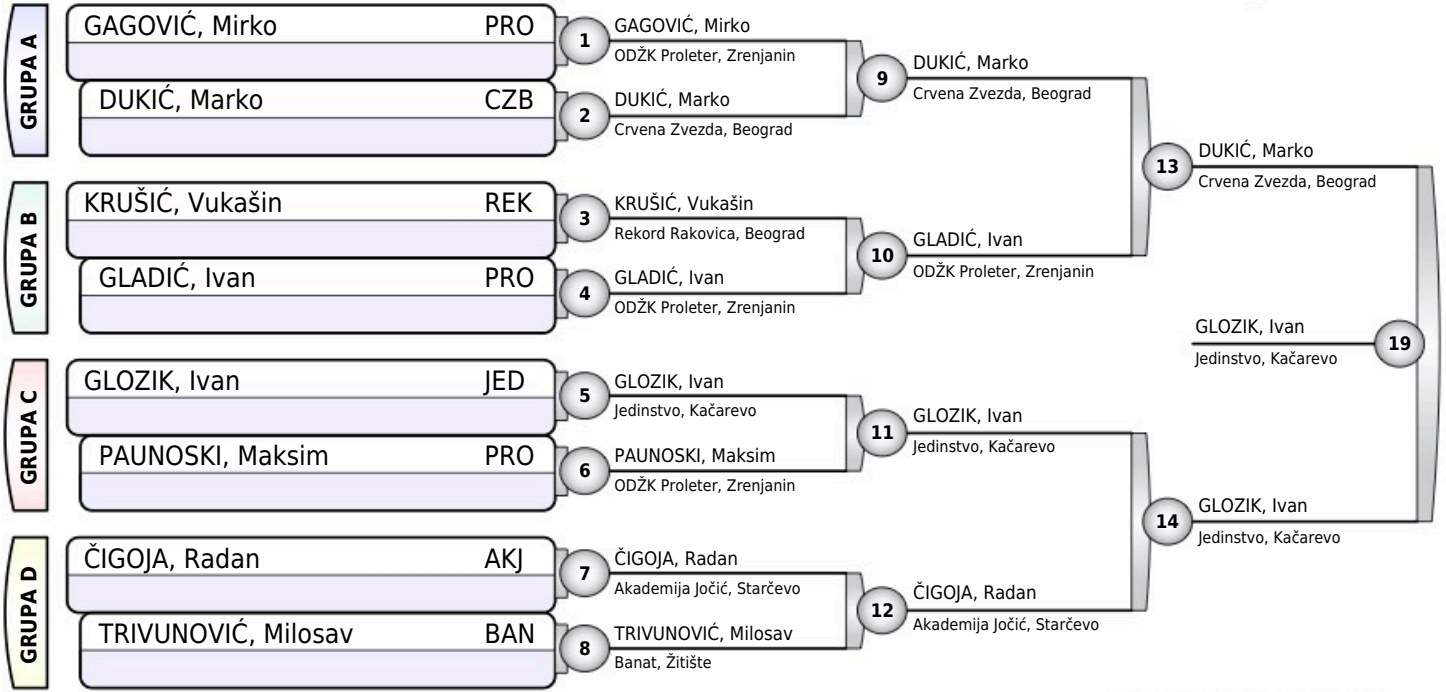 GRUPA A
GAGOVIĆ, Mirko PRO
DUKIĆ, Marko CZB
GRUPA B
KRUŠIĆ, Vukašin REK
GLADIĆ, Ivan PRO
GRUPA C
GLOZIK, Ivan JED
PAUNOSKI, Maksim PRO
GRUPA D
ČIGOJA, Radan AKJ
TRIVUNOVIĆ, Milosav BAN
1
GAGOVIĆ, Mirko
ODŽK Proleter, Zrenjanin
2
DUKIĆ, Marko
Crvena Zvezda, Beograd
3
KRUŠIĆ, Vukašin
Rekord Rakovica, Beograd
4
GLADIĆ, Ivan
ODŽK Proleter, Zrenjanin
5
GLOZIK, Ivan
Jedinstvo, Kačarevo
6
PAUNOSKI, Maksim
ODŽK Proleter, Zrenjanin
7
ČIGOJA, Radan
Akademija Jočić, Starčevo
8
TRIVUNOVIĆ, Milosav
Banat, Žitište
9
DUKIĆ, Marko
Crvena Zvezda, Beograd
10
GLADIĆ, Ivan
ODŽK Proleter, Zrenjanin
11
GLOZIK, Ivan
Jedinstvo, Kačarevo
12
ČIGOJA, Radan
Akademija Jočić, Starčevo
13
DUKIĆ, Marko
Crvena Zvezda, Beograd
14
GLOZIK, Ivan
Jedinstvo, Kačarevo
GLOZIK, Ivan
Jedinstvo, Kačarevo
19